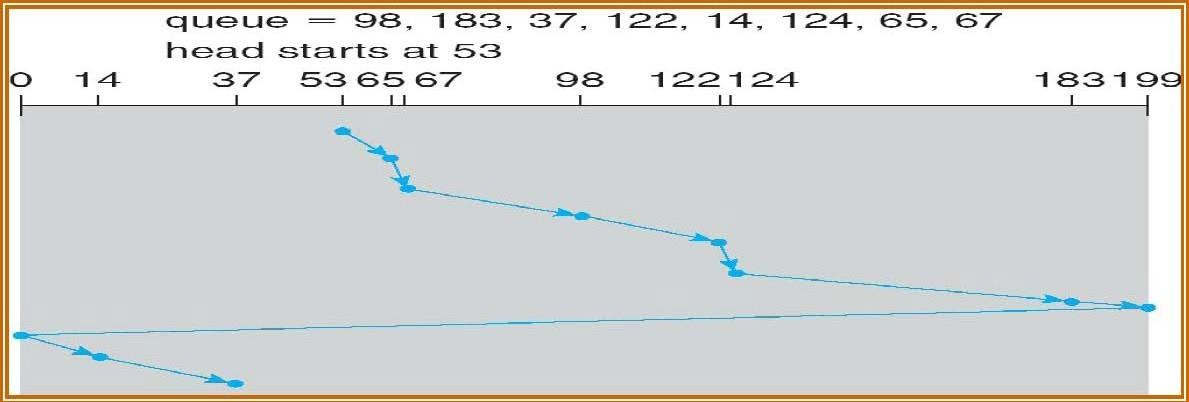 queue = 98, 183, 37, 122, 14, 124, 65, 67
head starts at 53
0 14 37 53 65 67 98 122 124 183 199